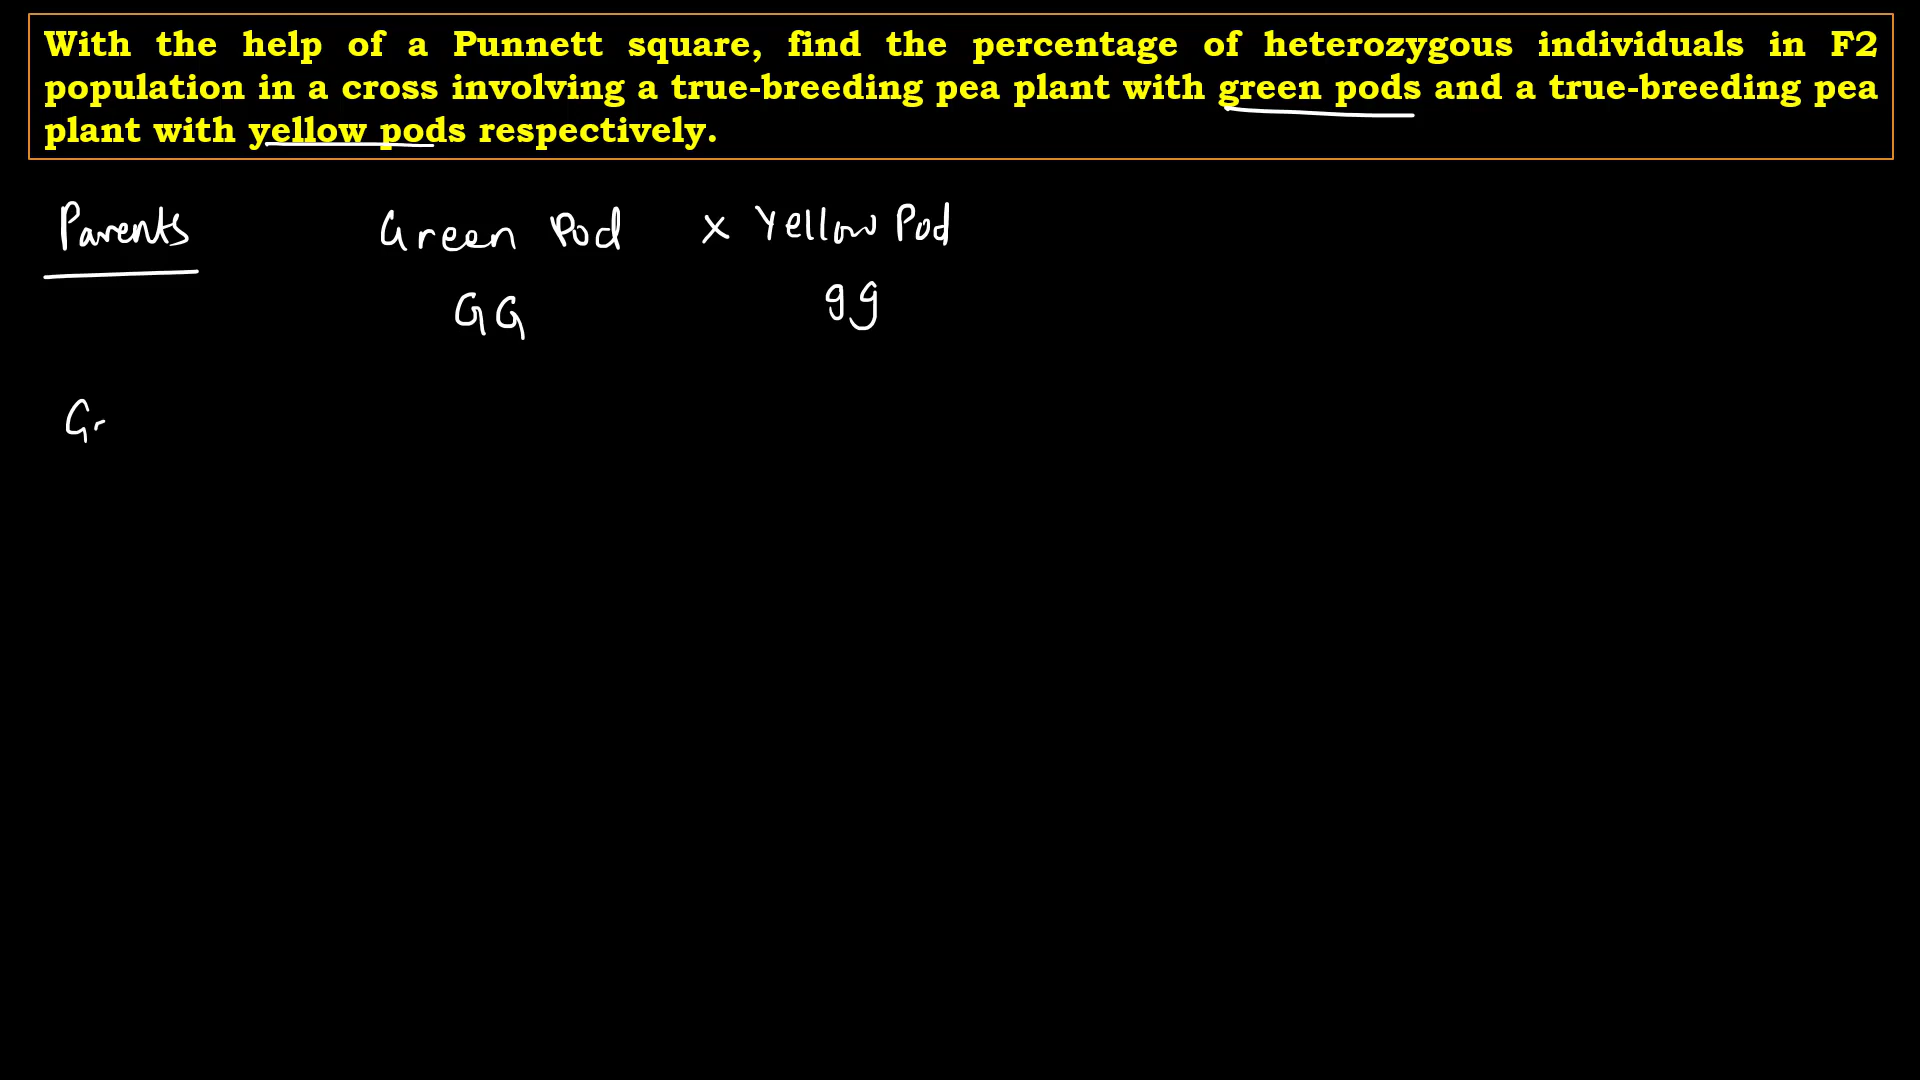 With the help of a Punnett square, find the percentage of heterozygous individuals in F2
population in a cross involving a true-breeding pea plant with green pods and a true-breeding pea
plant with yellow pods respectively.
Parents Green Pod x Yellow Pod
GG gg
Gr